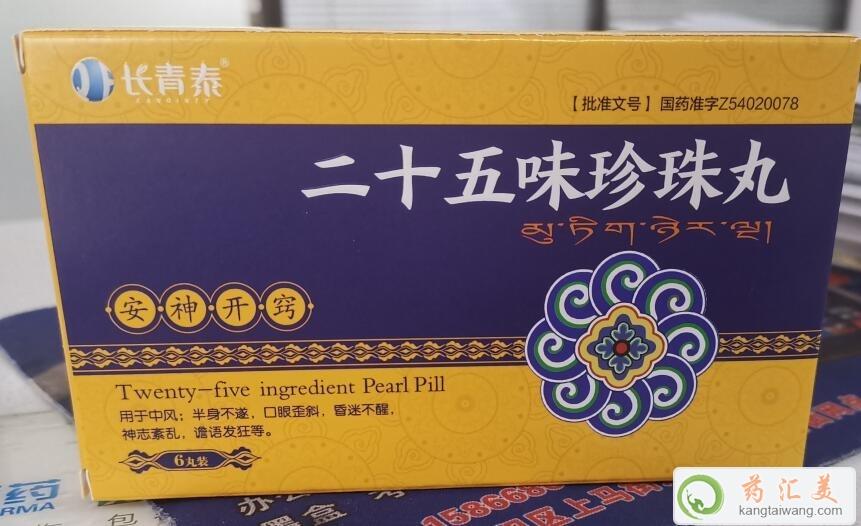 长青泰®
【批准文号】国药准字Z54020078
二十五味珍珠丸
མུ་ཏིག་ཉེར་ལྔ།
安神开窍
Twenty-five ingredient Pearl Pill
用于中风；半身不遂，口眼歪斜，昏迷不醒，
神志紊乱，谵语发狂等。
6丸装
药汇美
kangtaiwang.com